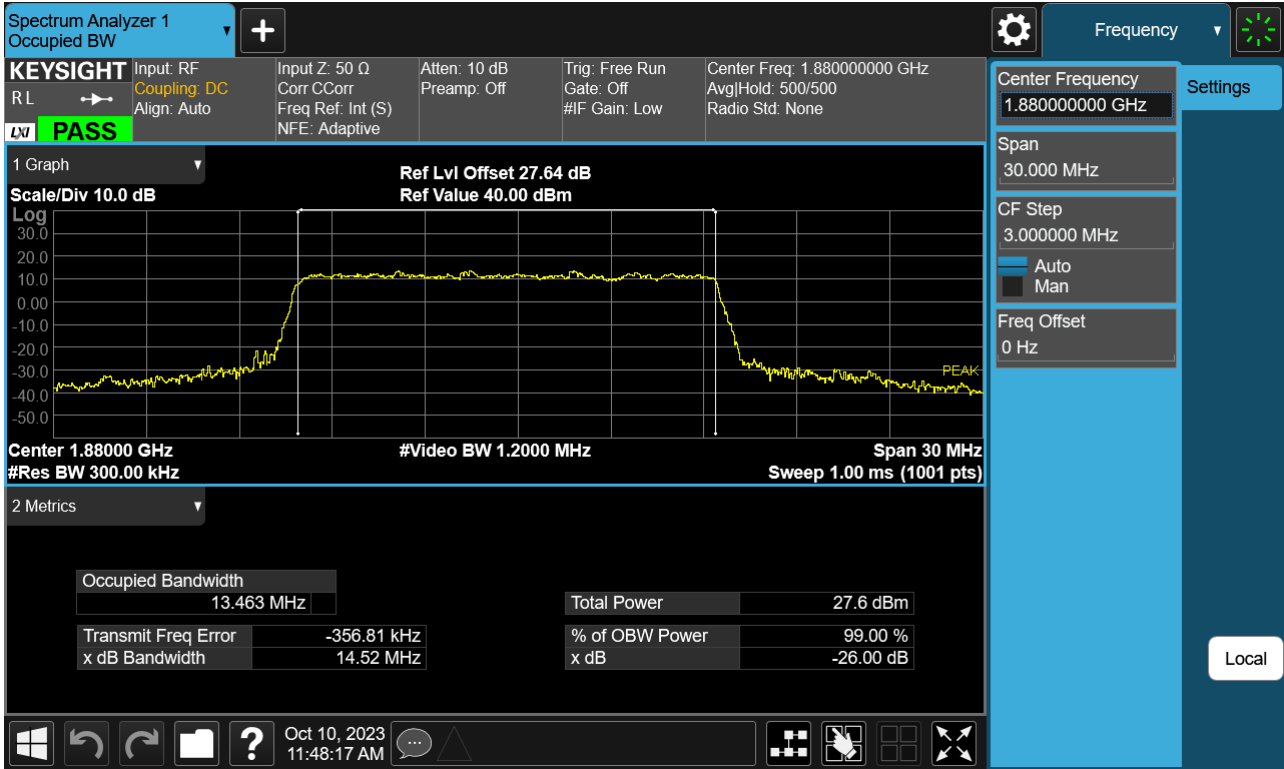 Spectrum Analyzer 1
Occupied BW
Frequency
KEYSIGHT
R L
LXI
PASS
Input: RF
Coupling: DC
Align: Auto
Input Z: 50 Ω
Corr CCorr
Freq Ref: Int (S)
NFE: Adaptive
Atten: 10 dB
Preamp: Off
Trig: Free Run
Gate: Off
#IF Gain: Low
Center Freq: 1.880000000 GHz
Avg|Hold: 500/500
Radio Std: None
Center Frequency
1.880000000 GHz
Settings
Span
30.000 MHz
CF Step
3.000000 MHz
Auto
Man
Freq Offset
0 Hz
Local
1 Graph
Scale/Div 10.0 dB
Ref Lvl Offset 27.64 dB
Ref Value 40.00 dBm
Log
30.0
20.0
10.0
0.00
-10.0
-20.0
-30.0
-40.0
-50.0
PEAK
Center 1.88000 GHz
#Video BW 1.2000 MHz
Span 30 MHz
#Res BW 300.00 kHz
Sweep 1.00 ms (1001 pts)
2 Metrics
Occupied Bandwidth
13.463 MHz
Total Power 27.6 dBm
Transmit Freq Error -356.81 kHz
% of OBW Power 99.00 %
x dB Bandwidth 14.52 MHz
x dB -26.00 dB
?
Oct 10, 2023
11:48:17 AM